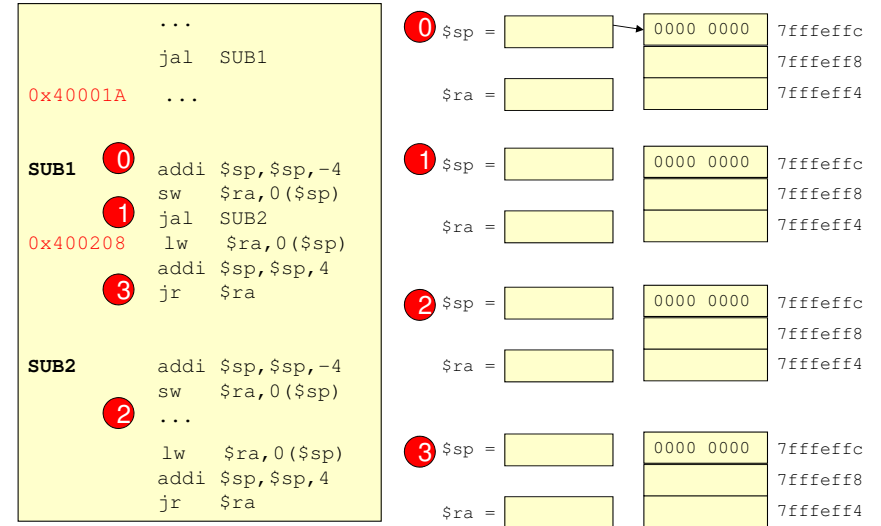 ...
jal SUB1
0x40001A ...
SUB1 0 addi $sp,$sp,-4
sw $ra,0($sp)
1 jal SUB2
0x400208 lw $ra,0($sp)
addi $sp,$sp,4
3 jr $ra
SUB2 addi $sp,$sp,-4
sw $ra,0($sp)
2 ...
lw $ra,0($sp)
addi $sp,$sp,4
jr $ra
0 $sp = 0000 0000 7fffeffc
7fffeff8
$ra = 7fffeff4
1 $sp = 0000 0000 7fffeffc
7fffeff8
$ra = 7fffeff4
2 $sp = 0000 0000 7fffeffc
7fffeff8
$ra = 7fffeff4
3 $sp = 0000 0000 7fffeffc
7fffeff8
$ra = 7fffeff4